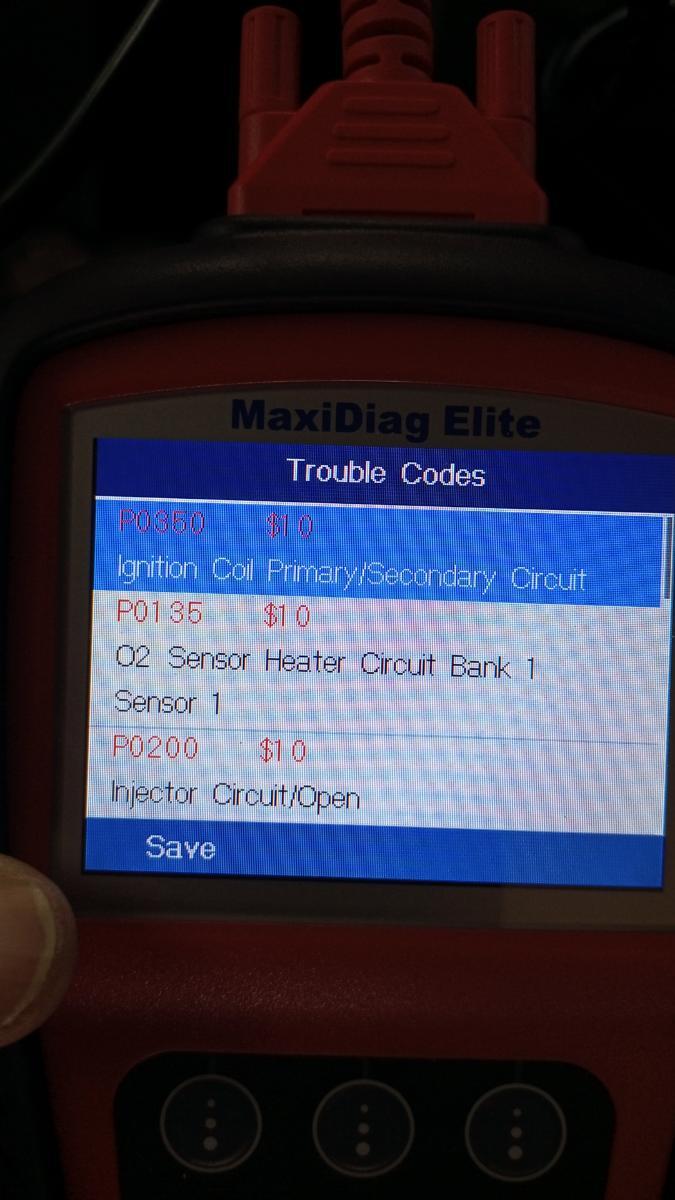 MaxiDiag Elite
Trouble Codes
P0350 $10
Ignition Coil Primary/Secondary Circuit
P0135 $10
O2 Sensor Heater Circuit Bank 1
Sensor 1
P0200 $10
Injector Circuit/Open
Save